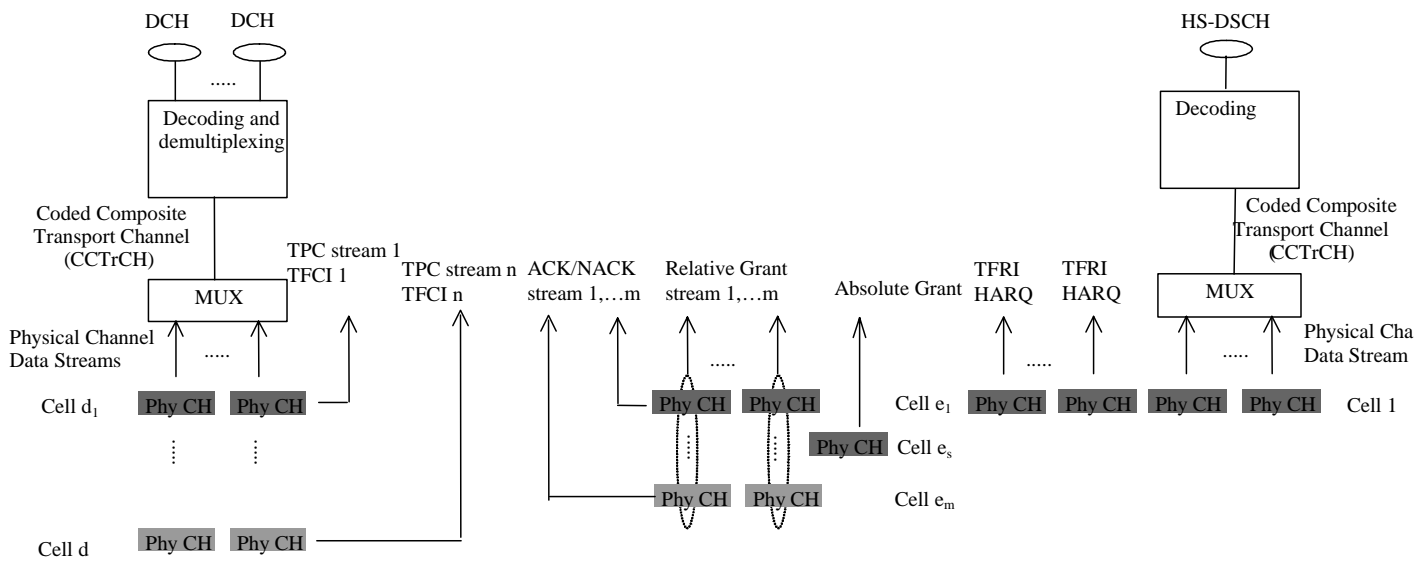 DCH
DCH
HS-DSCH
.....
Decoding and
demultiplexing
Decoding
Coded Composite
Transport Channel
(CCTrCH)
Coded Composite
Transport Channel
(CCTrCH)
TPC stream 1
TFCI 1
TPC stream n
TFCI n
ACK/NACK
stream 1,…m
Relative Grant
stream 1,…m
Absolute Grant
TFRI
HARQ
TFRI
HARQ
MUX
MUX
Physical Channel
Data Streams
.....
.....
.....
.....
Physical Cha
Data Stream
Cell d1
Phy CH
Phy CH
Phy CH
Phy CH
Cell e1
Phy CH
Phy CH
Phy CH
Phy CH
Cell 1
Phy CH
Cell es
Phy CH
Phy CH
Cell em
Cell d
Phy CH
Phy CH